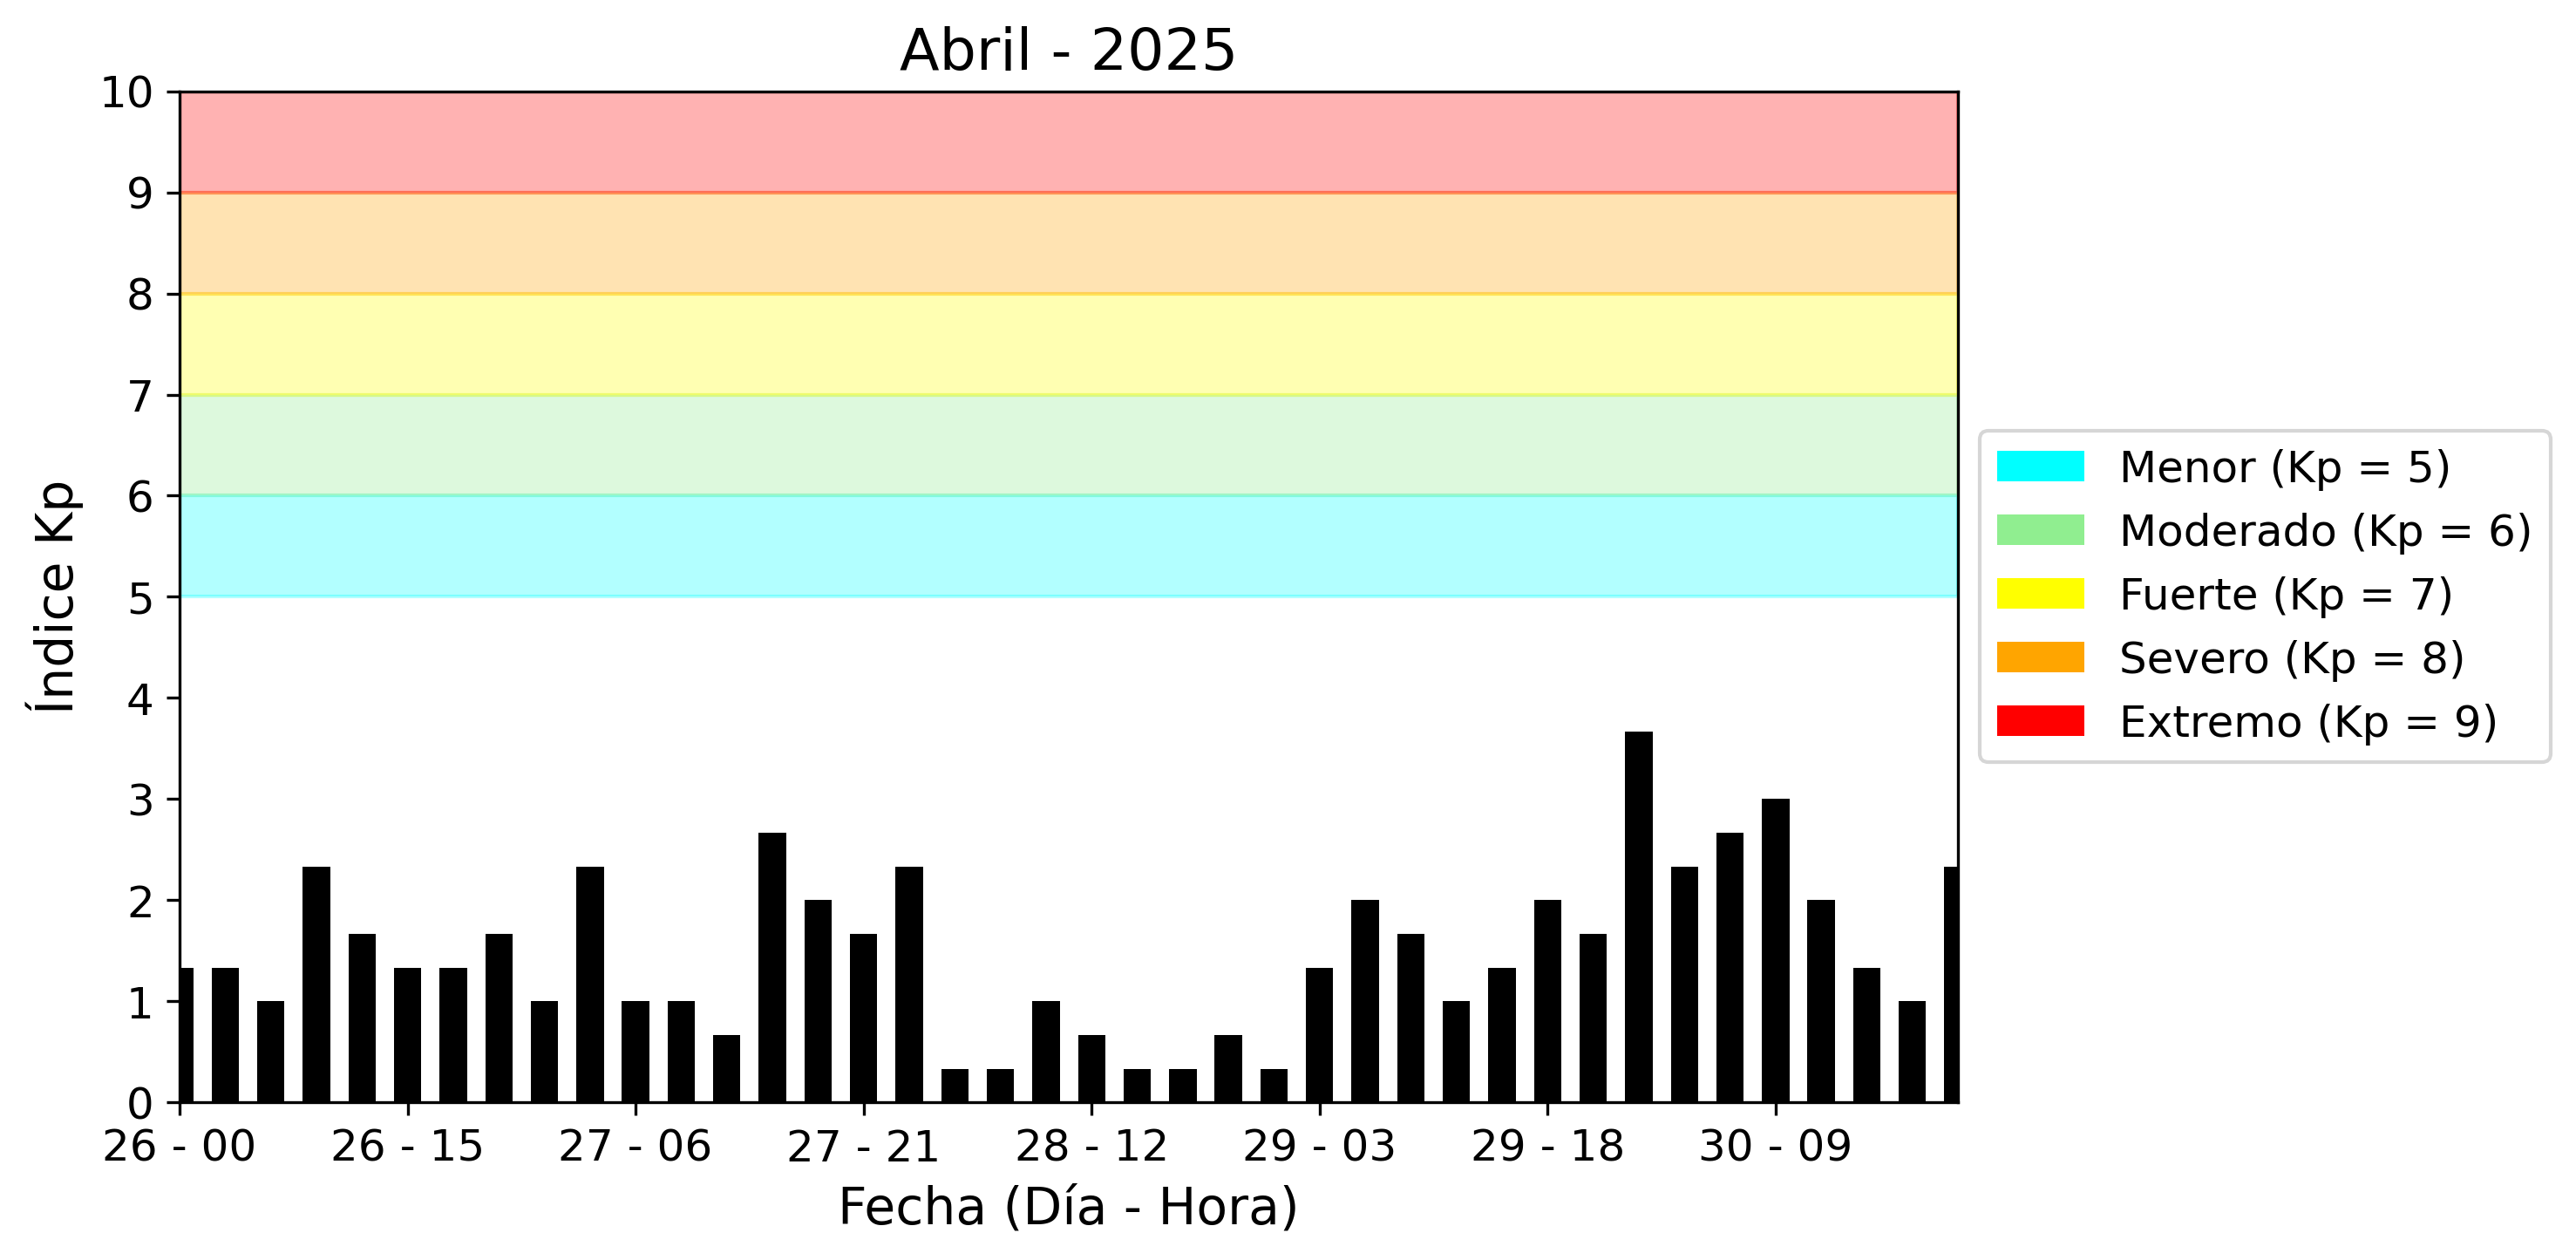 Abril - 2025
10
9
8
7
6
5
4
3
2
1
0
Índice Kp
26 - 00
26 - 15
27 - 06
27 - 21
28 - 12
29 - 03
29 - 18
30 - 09
Fecha (Día - Hora)
Menor (Kp = 5)
Moderado (Kp = 6)
Fuerte (Kp = 7)
Severo (Kp = 8)
Extremo (Kp = 9)